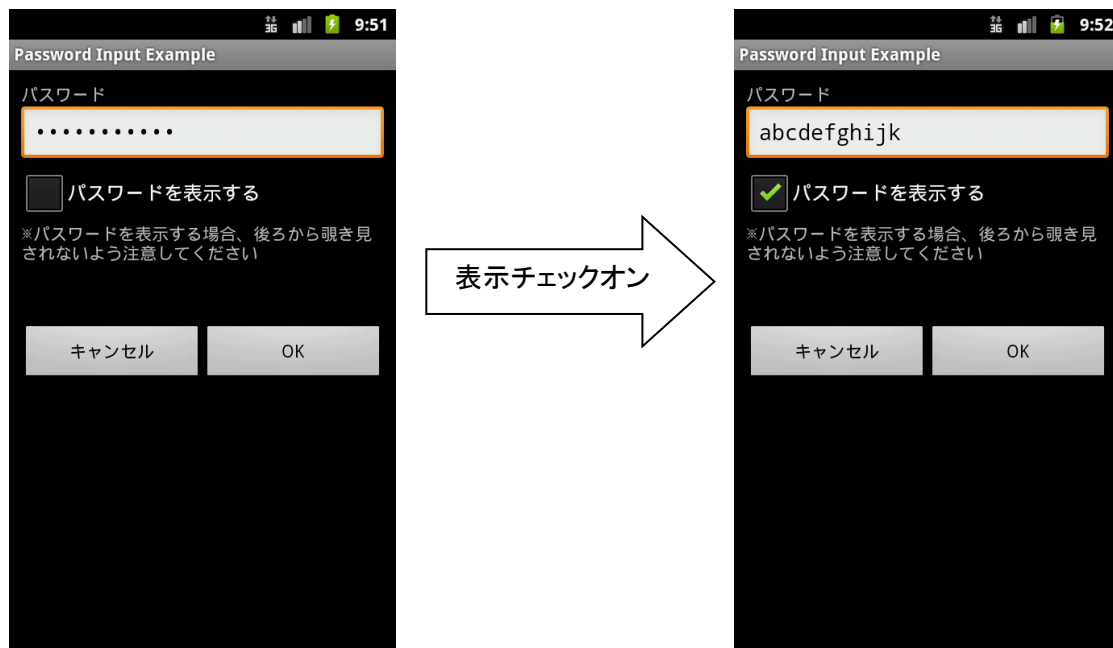 3G 9:51
Password Input Example
パスワード
•••••••••••
パスワードを表示する
※パスワードを表示する場合、後ろから覗き見
されないよう注意してください
キャンセル OK
表示チェックオン
3G 9:52
Password Input Example
パスワード
abcdefghijk
パスワードを表示する
※パスワードを表示する場合、後ろから覗き見
されないよう注意してください
キャンセル OK